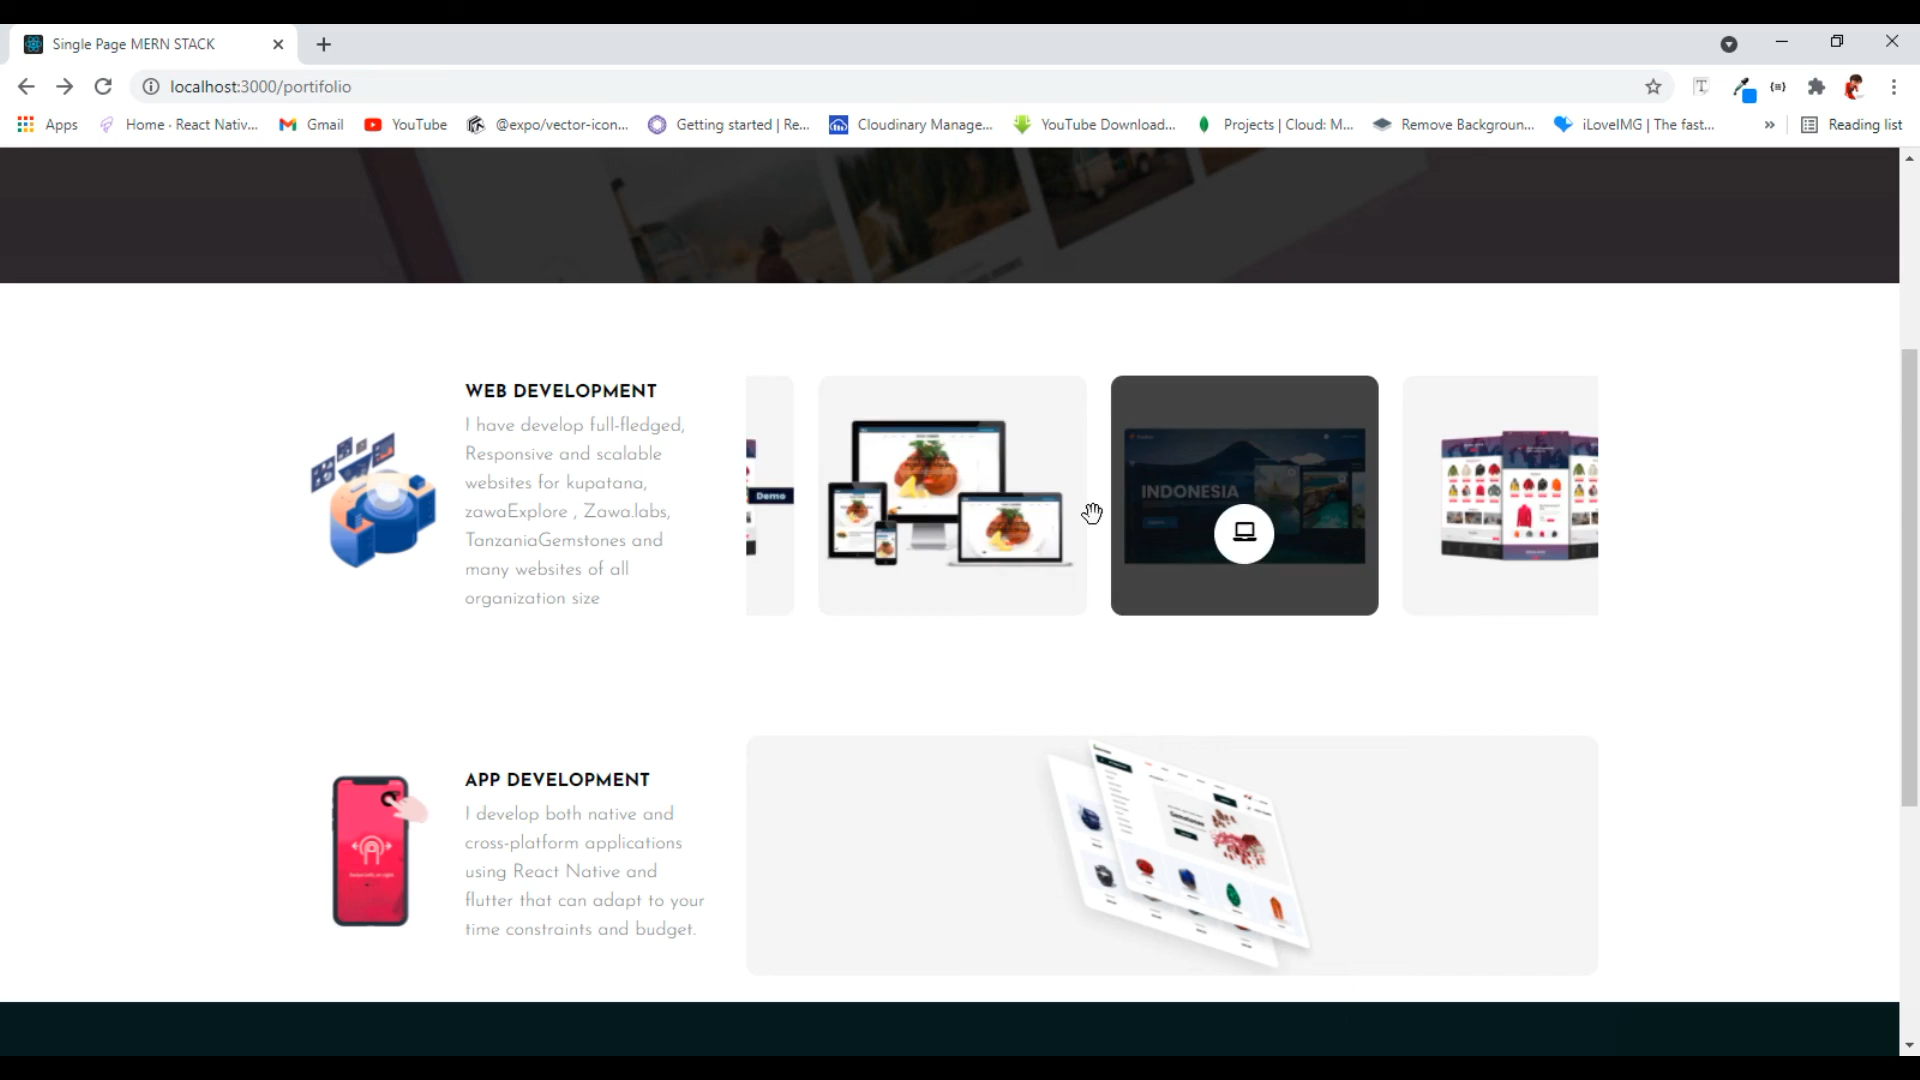 Single Page MERN STACK
localhost:3000/portifolio
Apps
Home · React Nativ...
Gmail
YouTube
@expo/vector-icon...
Getting started | Re...
Cloudinary Manage...
YouTube Download...
Projects | Cloud: M...
Remove Backgroun...
iLoveIMG | The fast...
Reading list
WEB DEVELOPMENT
I have develop full-fledged,
Responsive and scalable
websites for kupatana,
zawaExplore , Zawa.labs,
TanzaniaGemstones and
many websites of all
organization size
Demo
INDONESIA
APP DEVELOPMENT
I develop both native and
cross-platform applications
using React Native and
flutter that can adapt to your
time constraints and budget.